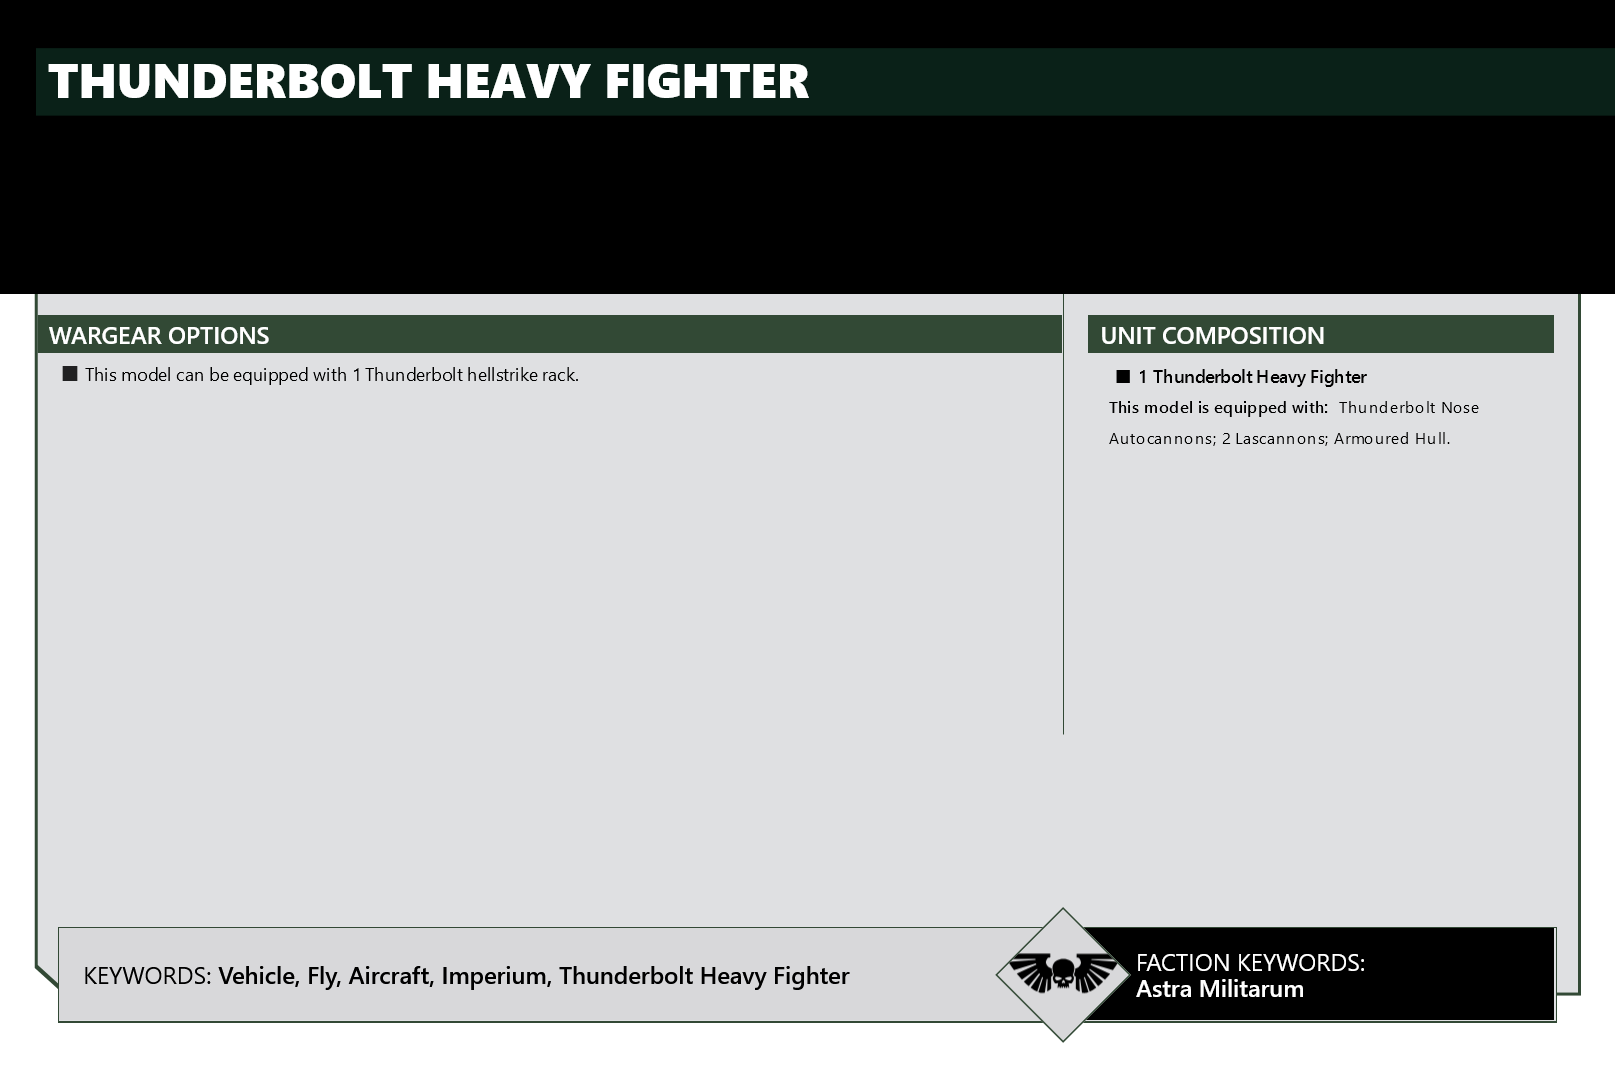 THUNDERBOLT HEAVY FIGHTER
WARGEAR OPTIONS
■ This model can be equipped with 1 Thunderbolt hellstrike rack.
UNIT COMPOSITION
■ 1 Thunderbolt Heavy Fighter
This model is equipped with: Thunderbolt Nose
Autocannons; 2 Lascannons; Armoured Hull.
KEYWORDS: Vehicle, Fly, Aircraft, Imperium, Thunderbolt Heavy Fighter
FACTION KEYWORDS:
Astra Militarum